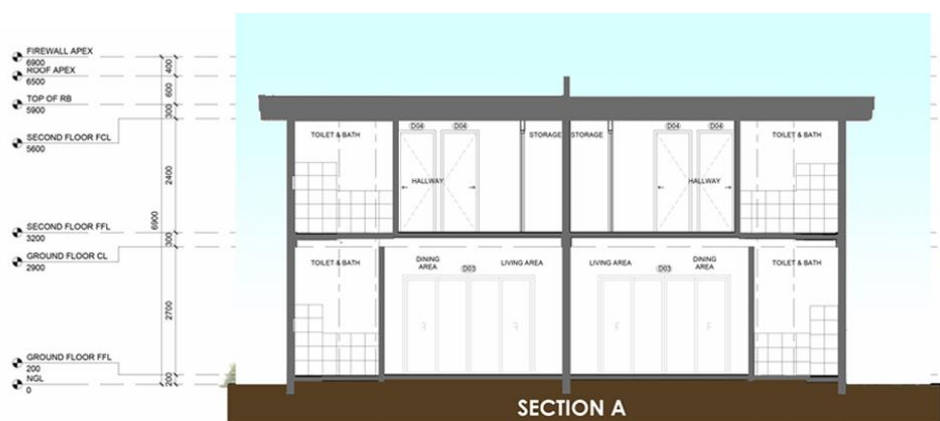 FIREWALL APEX
6900
ROOF APEX
6500
TOP OF RB
5900
SECOND FLOOR FCL
5600
SECOND FLOOR FFL
3200
GROUND FLOOR CL
2900
GROUND FLOOR FFL
200
NGL
0
400
600
300
2400
6900
300
2700
200
TOILET & BATH
D04
D04
STORAGE
STORAGE
D04
D04
TOILET & BATH
HALLWAY
HALLWAY
TOILET & BATH
DINING
AREA
D03
LIVING AREA
LIVING AREA
D03
DINING
AREA
TOILET & BATH
SECTION A